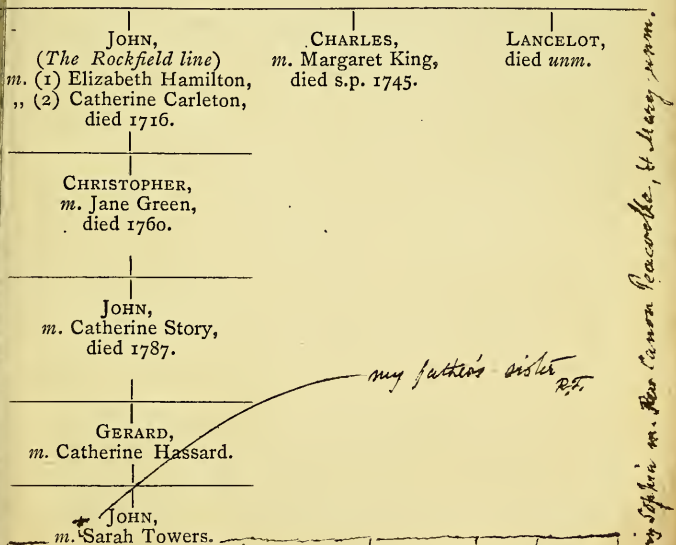 JOHN,
(The Rockfield line)
m. (1) Elizabeth Hamilton,
,, (2) Catherine Carleton,
died 1716.
CHARLES,
m. Margaret King,
died s.p. 1745.
LANCELOT,
died unm.
CHRISTOPHER,
m. Jane Green,
died 1760.
JOHN,
m. Catherine Story,
died 1787.
my father's sister
R.F.
GERARD,
m. Catherine Hassard.
JOHN,
m. Sarah Towers.
Sophia m. Rev Canon Peacocke, & Mary unm.